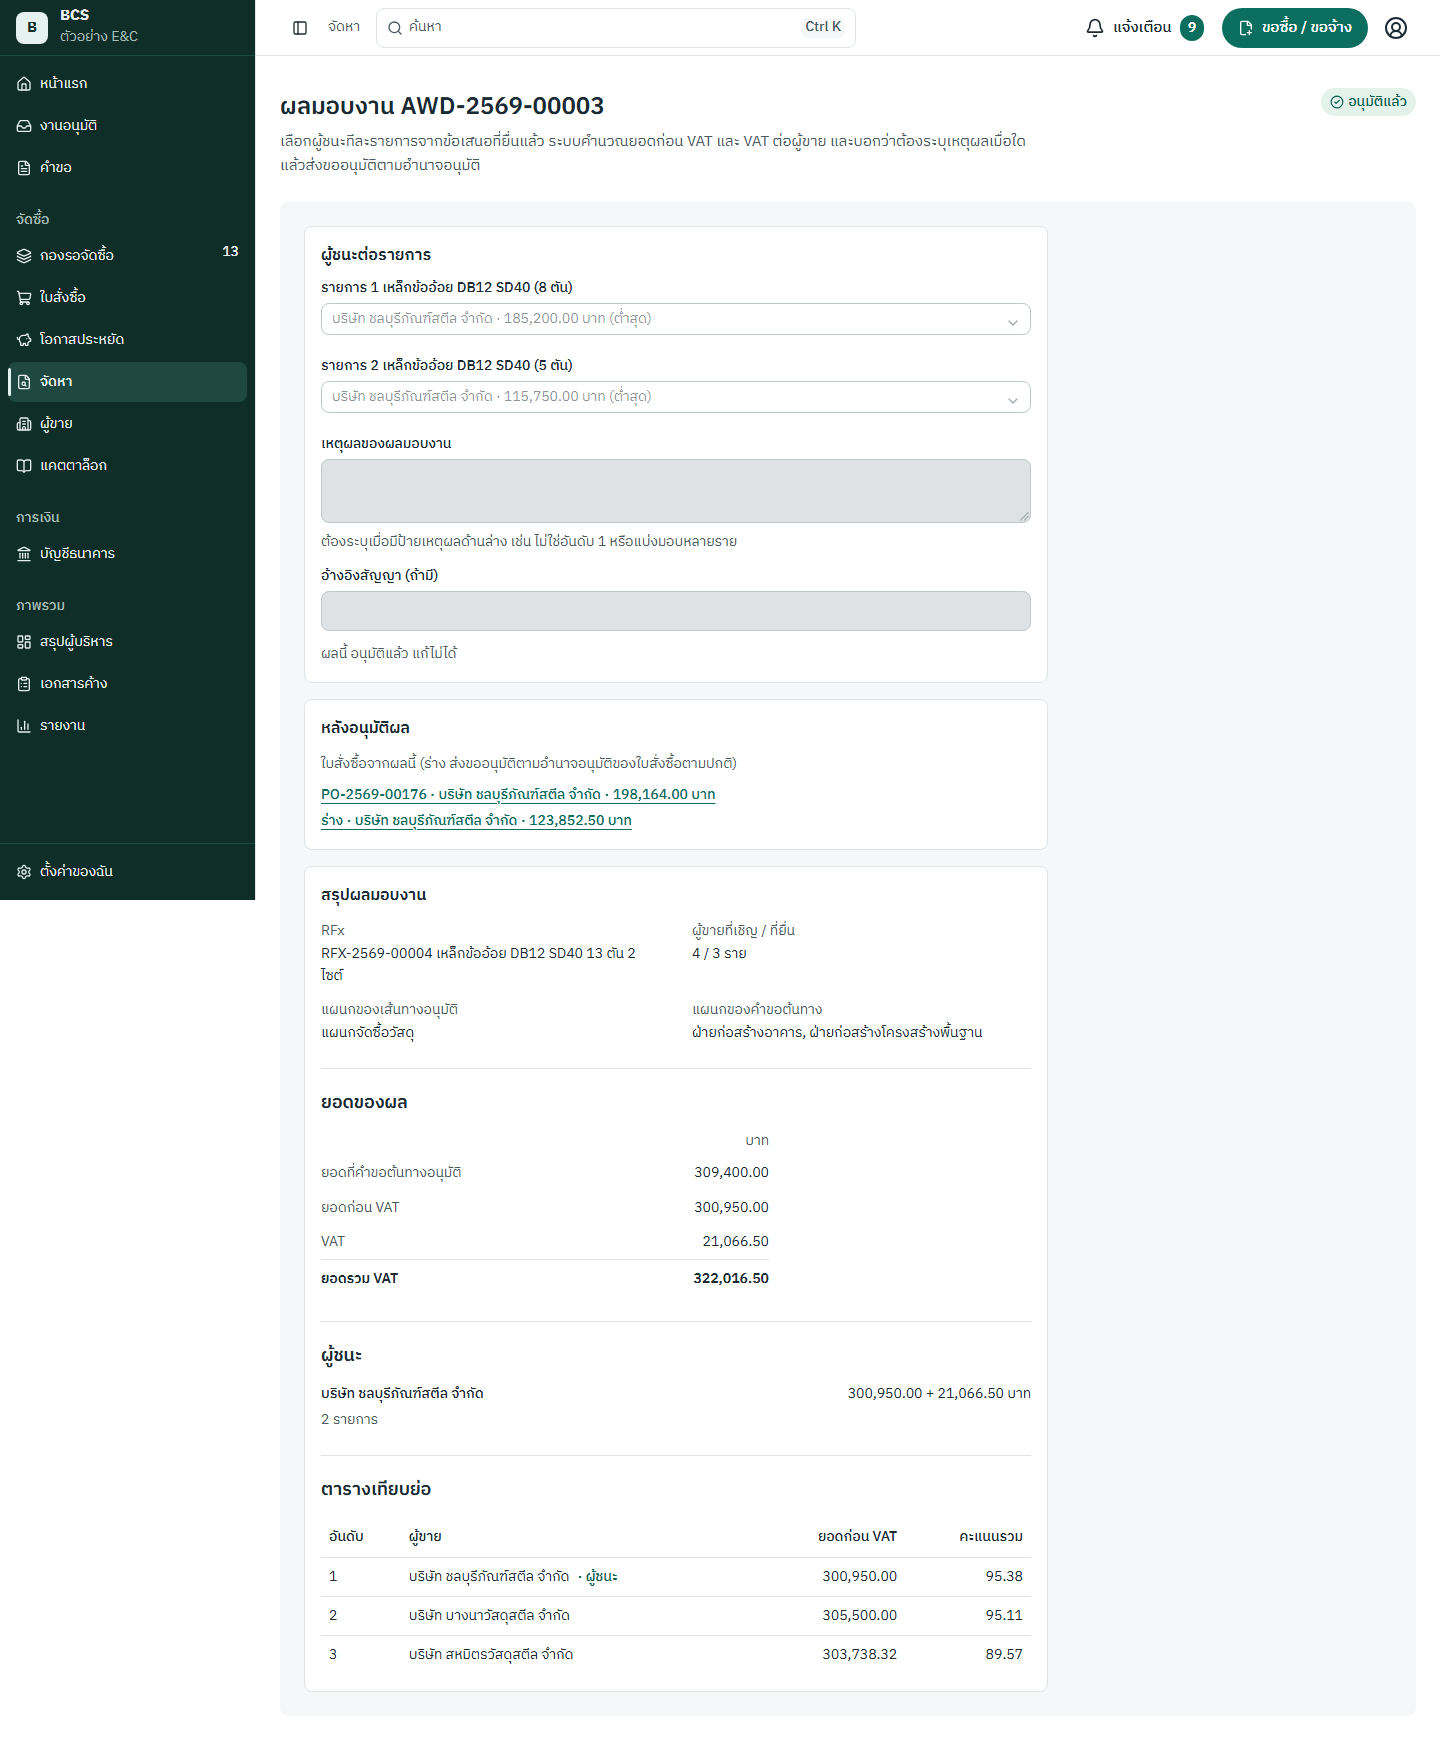 B
BCS
ตัวอย่าง E&C
หน้าแรก
งานอนุมัติ
คำขอ
จัดซื้อ
กองรอจัดซื้อ
13
ใบสั่งซื้อ
โอกาสประหยัด
จัดหา
ผู้ขาย
แคตตาล็อก
การเงิน
บัญชีธนาคาร
ภาพรวม
สรุปผู้บริหาร
เอกสารค้าง
รายงาน
ตั้งค่าของฉัน
จัดหา
ค้นหา
Ctrl K
แจ้งเตือน
9
ขอซื้อ / ขอจ้าง
ผลมอบงาน AWD-2569-00003
อนุมัติแล้ว
เลือกผู้ชนะทีละรายการจากข้อเสนอที่ยื่นแล้ว ระบบคำนวณยอดก่อน VAT และ VAT ต่อผู้ขาย และบอกว่าต้องระบุเหตุผลเมื่อใด
แล้วส่งขออนุมัติตามอำนาจอนุมัติ
ผู้ชนะต่อรายการ
รายการ 1 เหล็กข้ออ้อย DB12 SD40 (8 ตัน)
บริษัท ชลบุรีภัณฑ์สตีล จำกัด · 185,200.00 บาท (ต่ำสุด)
รายการ 2 เหล็กข้ออ้อย DB12 SD40 (5 ตัน)
บริษัท ชลบุรีภัณฑ์สตีล จำกัด · 115,750.00 บาท (ต่ำสุด)
เหตุผลของผลมอบงาน
ต้องระบุเมื่อมีป้ายเหตุผลด้านล่าง เช่น ไม่ใช่อันดับ 1 หรือแบ่งมอบหลายราย
อ้างอิงสัญญา (ถ้ามี)
ผลนี้ อนุมัติแล้ว แก้ไม่ได้
หลังอนุมัติผล
ใบสั่งซื้อจากผลนี้ (ร่าง ส่งขออนุมัติตามอำนาจอนุมัติของใบสั่งซื้อตามปกติ)
PO-2569-00176 · บริษัท ชลบุรีภัณฑ์สตีล จำกัด · 198,164.00 บาท
ร่าง · บริษัท ชลบุรีภัณฑ์สตีล จำกัด · 123,852.50 บาท
สรุปผลมอบงาน
RFx
RFX-2569-00004 เหล็กข้ออ้อย DB12 SD40 13 ตัน 2
ไซต์
ผู้ขายที่เชิญ / ที่ยื่น
4 / 3 ราย
แผนกของเส้นทางอนุมัติ
แผนกจัดซื้อวัสดุ
แผนกของคำขอต้นทาง
ฝ่ายก่อสร้างอาคาร, ฝ่ายก่อสร้างโครงสร้างพื้นฐาน
ยอดของผล
บาท
ยอดที่คำขอต้นทางอนุมัติ 309,400.00
ยอดก่อน VAT 300,950.00
VAT 21,066.50
ยอดรวม VAT 322,016.50
ผู้ชนะ
บริษัท ชลบุรีภัณฑ์สตีล จำกัด 300,950.00 + 21,066.50 บาท
2 รายการ
ตารางเทียบย่อ
อันดับ ผู้ขาย ยอดก่อน VAT คะแนนรวม
1 บริษัท ชลบุรีภัณฑ์สตีล จำกัด · ผู้ชนะ 300,950.00 95.38
2 บริษัท บางนาวัสดุสตีล จำกัด 305,500.00 95.11
3 บริษัท สหมิตรวัสดุสตีล จำกัด 303,738.32 89.57